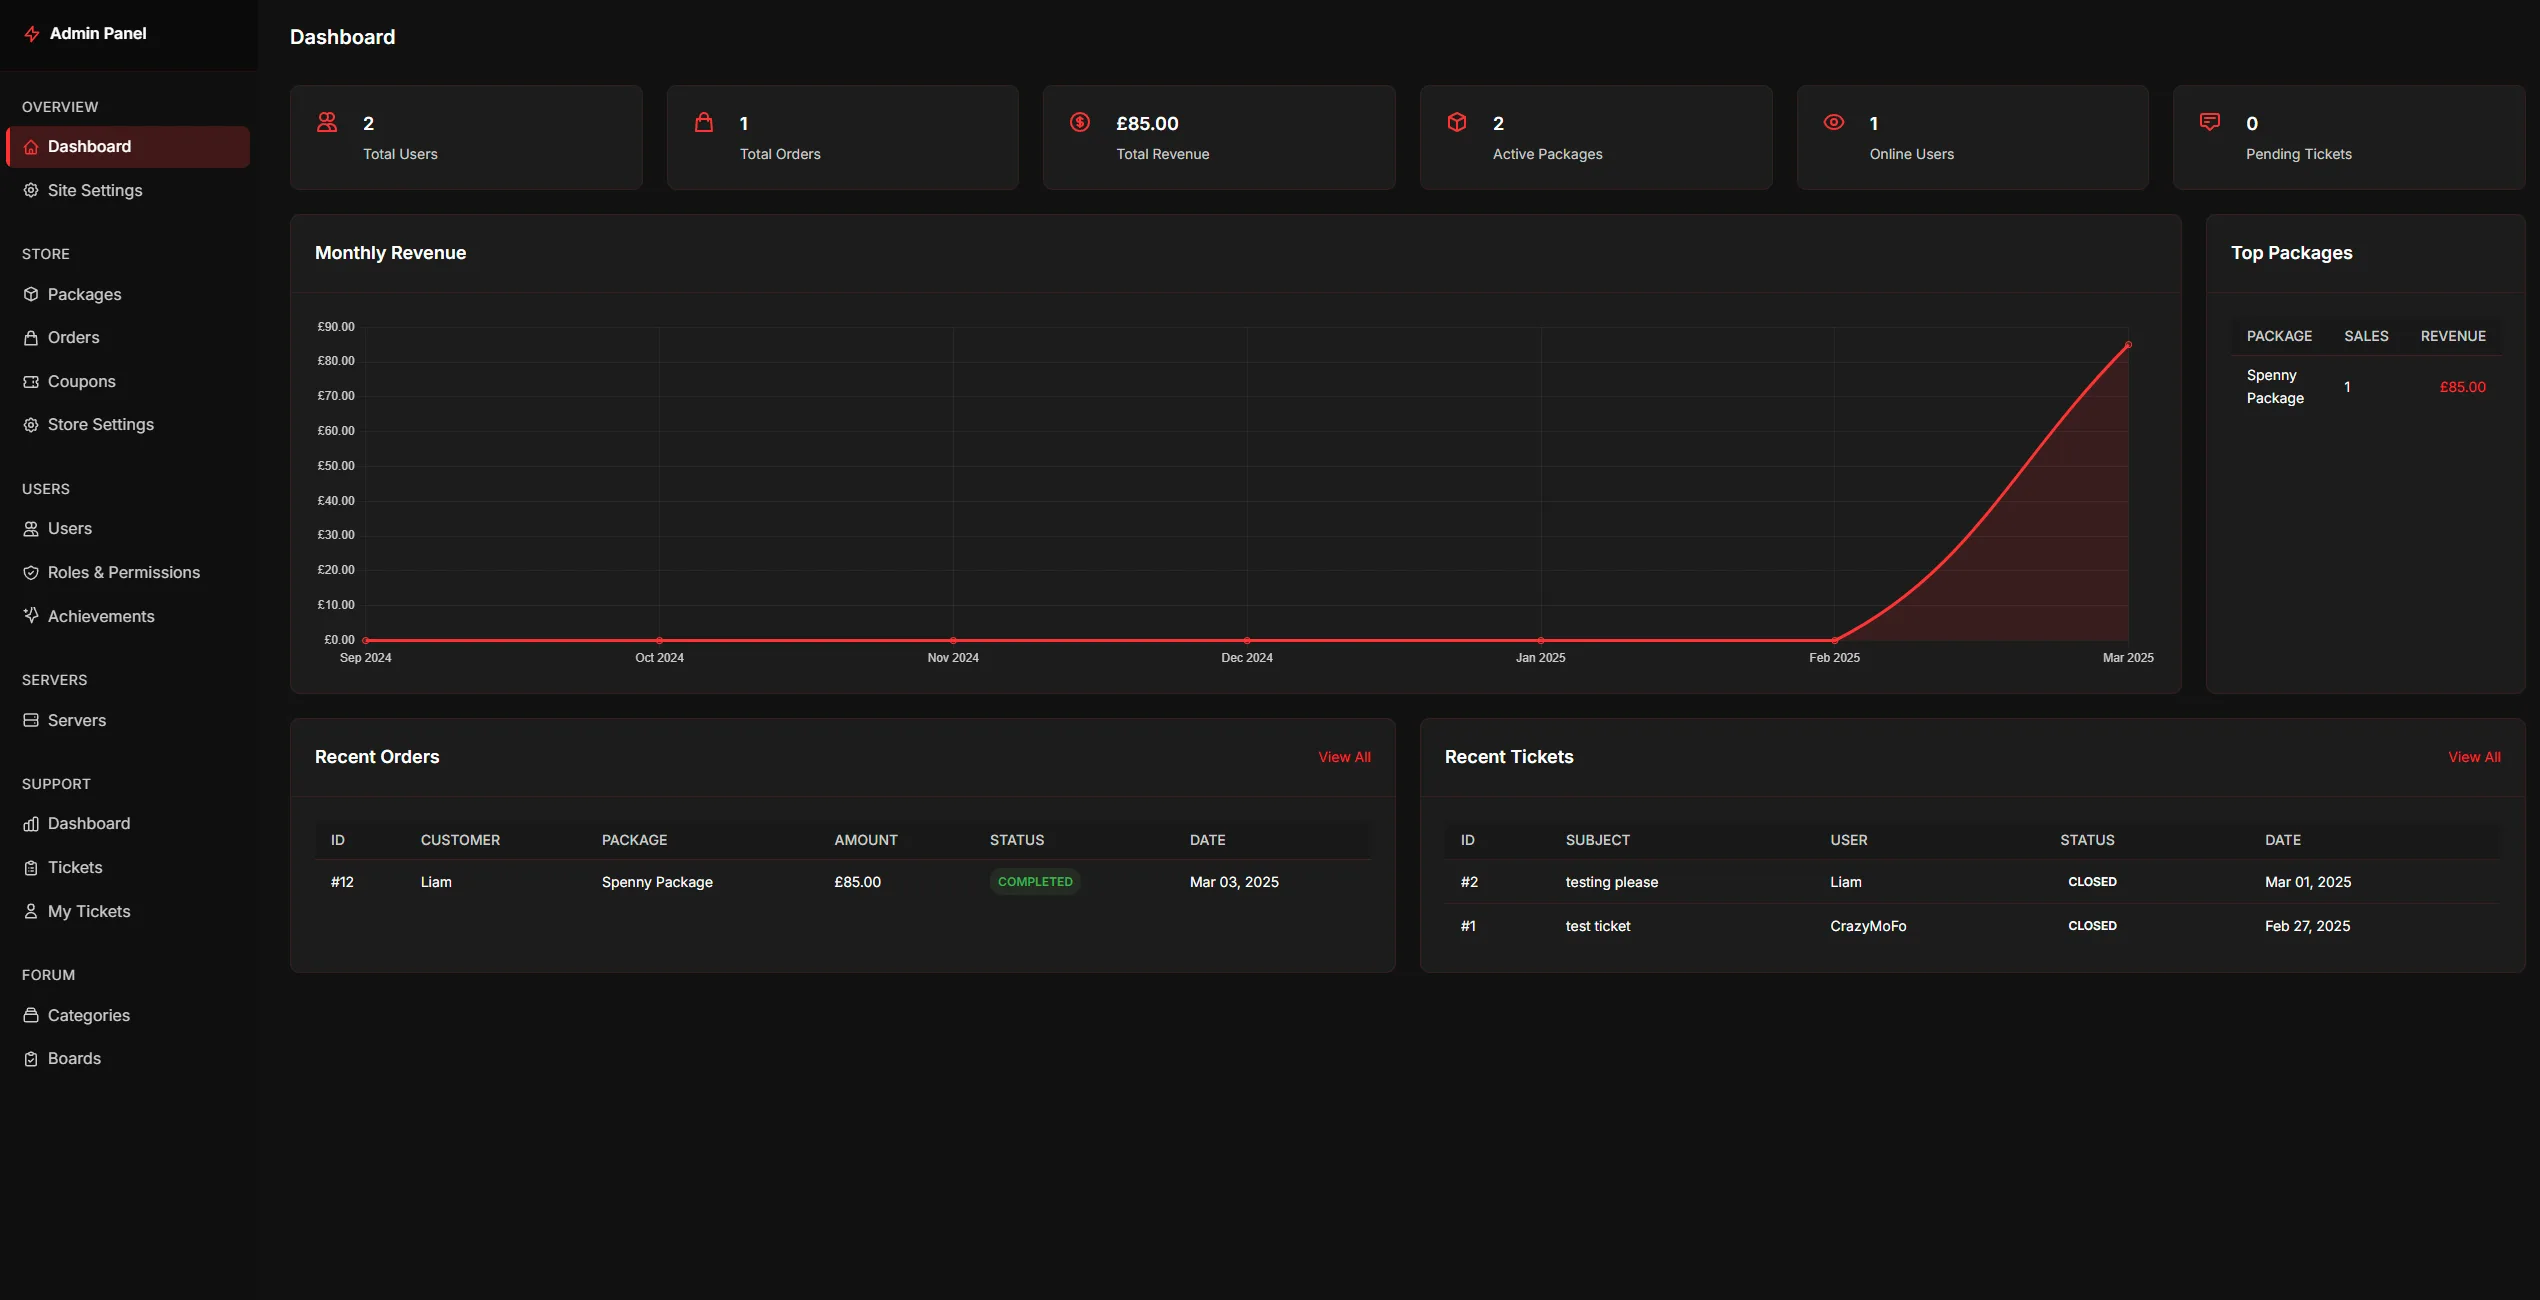 Admin Panel
OVERVIEW
Dashboard
Site Settings
STORE
Packages
Orders
Coupons
Store Settings
USERS
Users
Roles & Permissions
Achievements
SERVERS
Servers
SUPPORT
Dashboard
Tickets
My Tickets
FORUM
Categories
Boards
Dashboard
2
Total Users
1
Total Orders
£85.00
Total Revenue
2
Active Packages
1
Online Users
0
Pending Tickets
Monthly Revenue
£90.00
£80.00
£70.00
£60.00
£50.00
£40.00
£30.00
£20.00
£10.00
£0.00
Sep 2024 Oct 2024 Nov 2024 Dec 2024 Jan 2025 Feb 2025 Mar 2025
Top Packages
PACKAGE SALES REVENUE
Spenny
Package
1 £85.00
Recent Orders View All
ID CUSTOMER PACKAGE AMOUNT STATUS DATE
#12 Liam Spenny Package £85.00 COMPLETED Mar 03, 2025
Recent Tickets View All
ID SUBJECT USER STATUS DATE
#2 testing please Liam CLOSED Mar 01, 2025
#1 test ticket CrazyMoFo CLOSED Feb 27, 2025